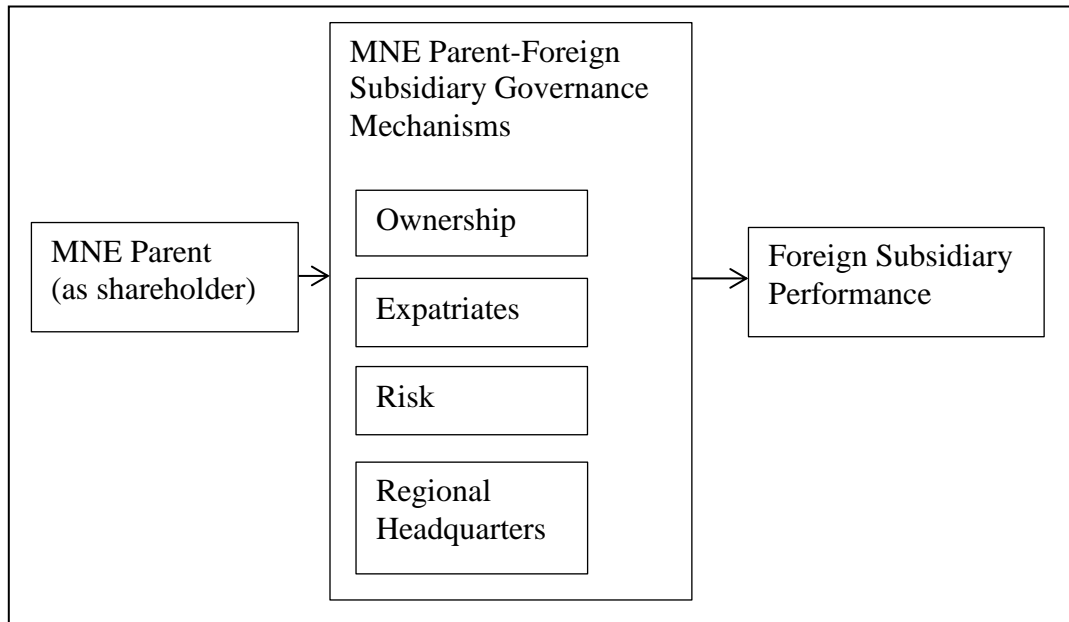 MNE Parent
(as shareholder)
MNE Parent-Foreign
Subsidiary Governance
Mechanisms
Ownership
Expatriates
Risk
Regional
Headquarters
Foreign Subsidiary
Performance